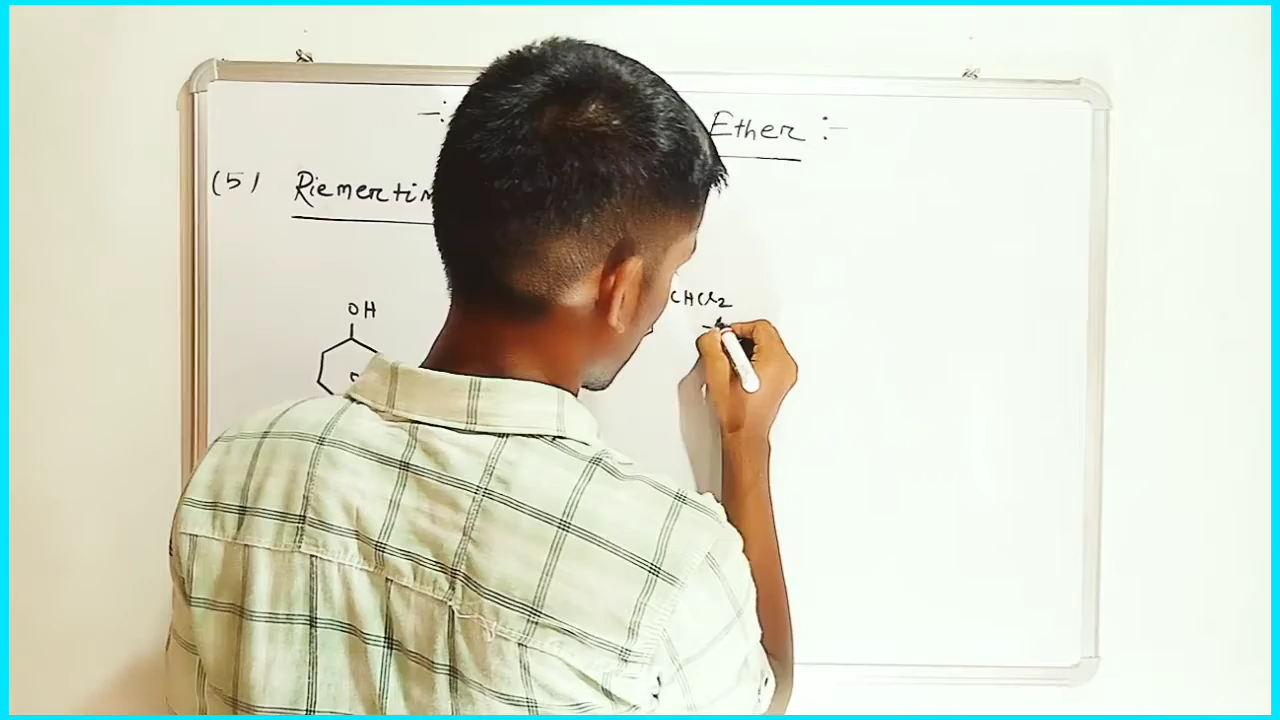 -: Ether :-
(5) Riemertim
OH CHCl2